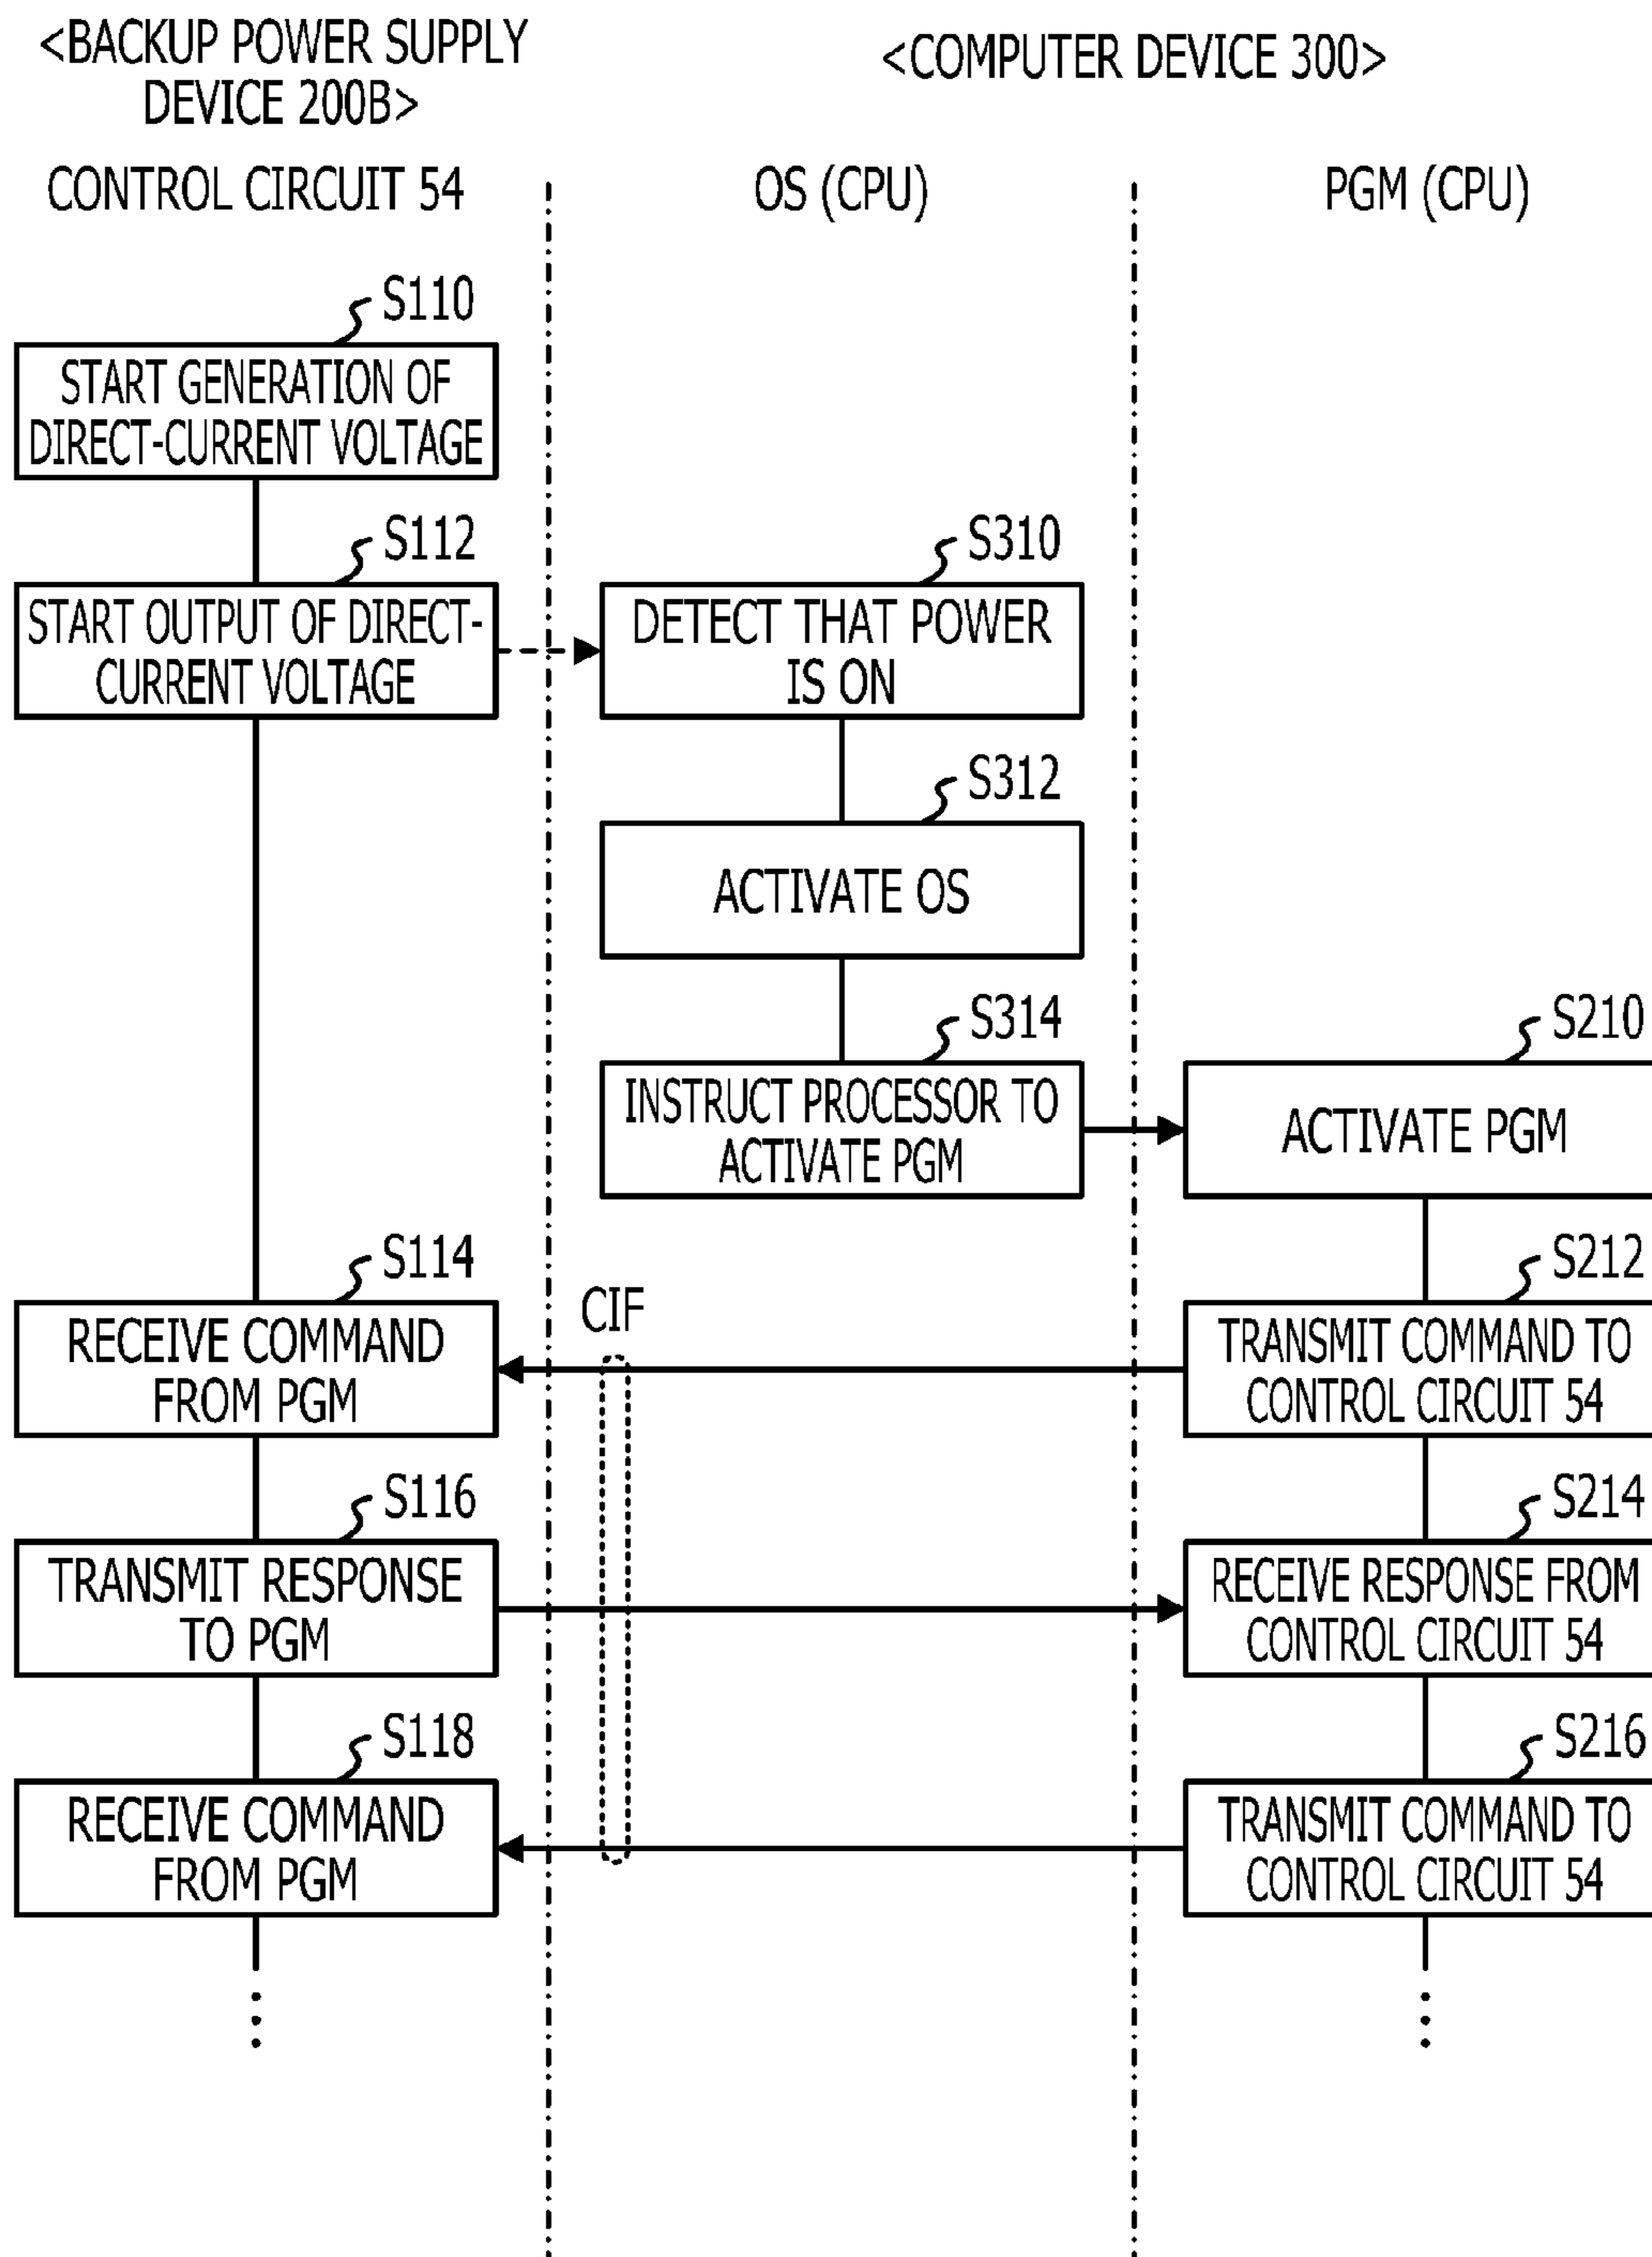 <BACKUP POWER SUPPLY
DEVICE 200B>
<COMPUTER DEVICE 300>
CONTROL CIRCUIT 54
OS (CPU)
PGM (CPU)
S110
START GENERATION OF
DIRECT-CURRENT VOLTAGE
S112
START OUTPUT OF DIRECT-
CURRENT VOLTAGE
S310
DETECT THAT POWER
IS ON
S312
ACTIVATE OS
S314
INSTRUCT PROCESSOR TO
ACTIVATE PGM
S210
ACTIVATE PGM
S114
RECEIVE COMMAND
FROM PGM
CIF
S212
TRANSMIT COMMAND TO
CONTROL CIRCUIT 54
S116
TRANSMIT RESPONSE
TO PGM
S214
RECEIVE RESPONSE FROM
CONTROL CIRCUIT 54
S118
RECEIVE COMMAND
FROM PGM
S216
TRANSMIT COMMAND TO
CONTROL CIRCUIT 54